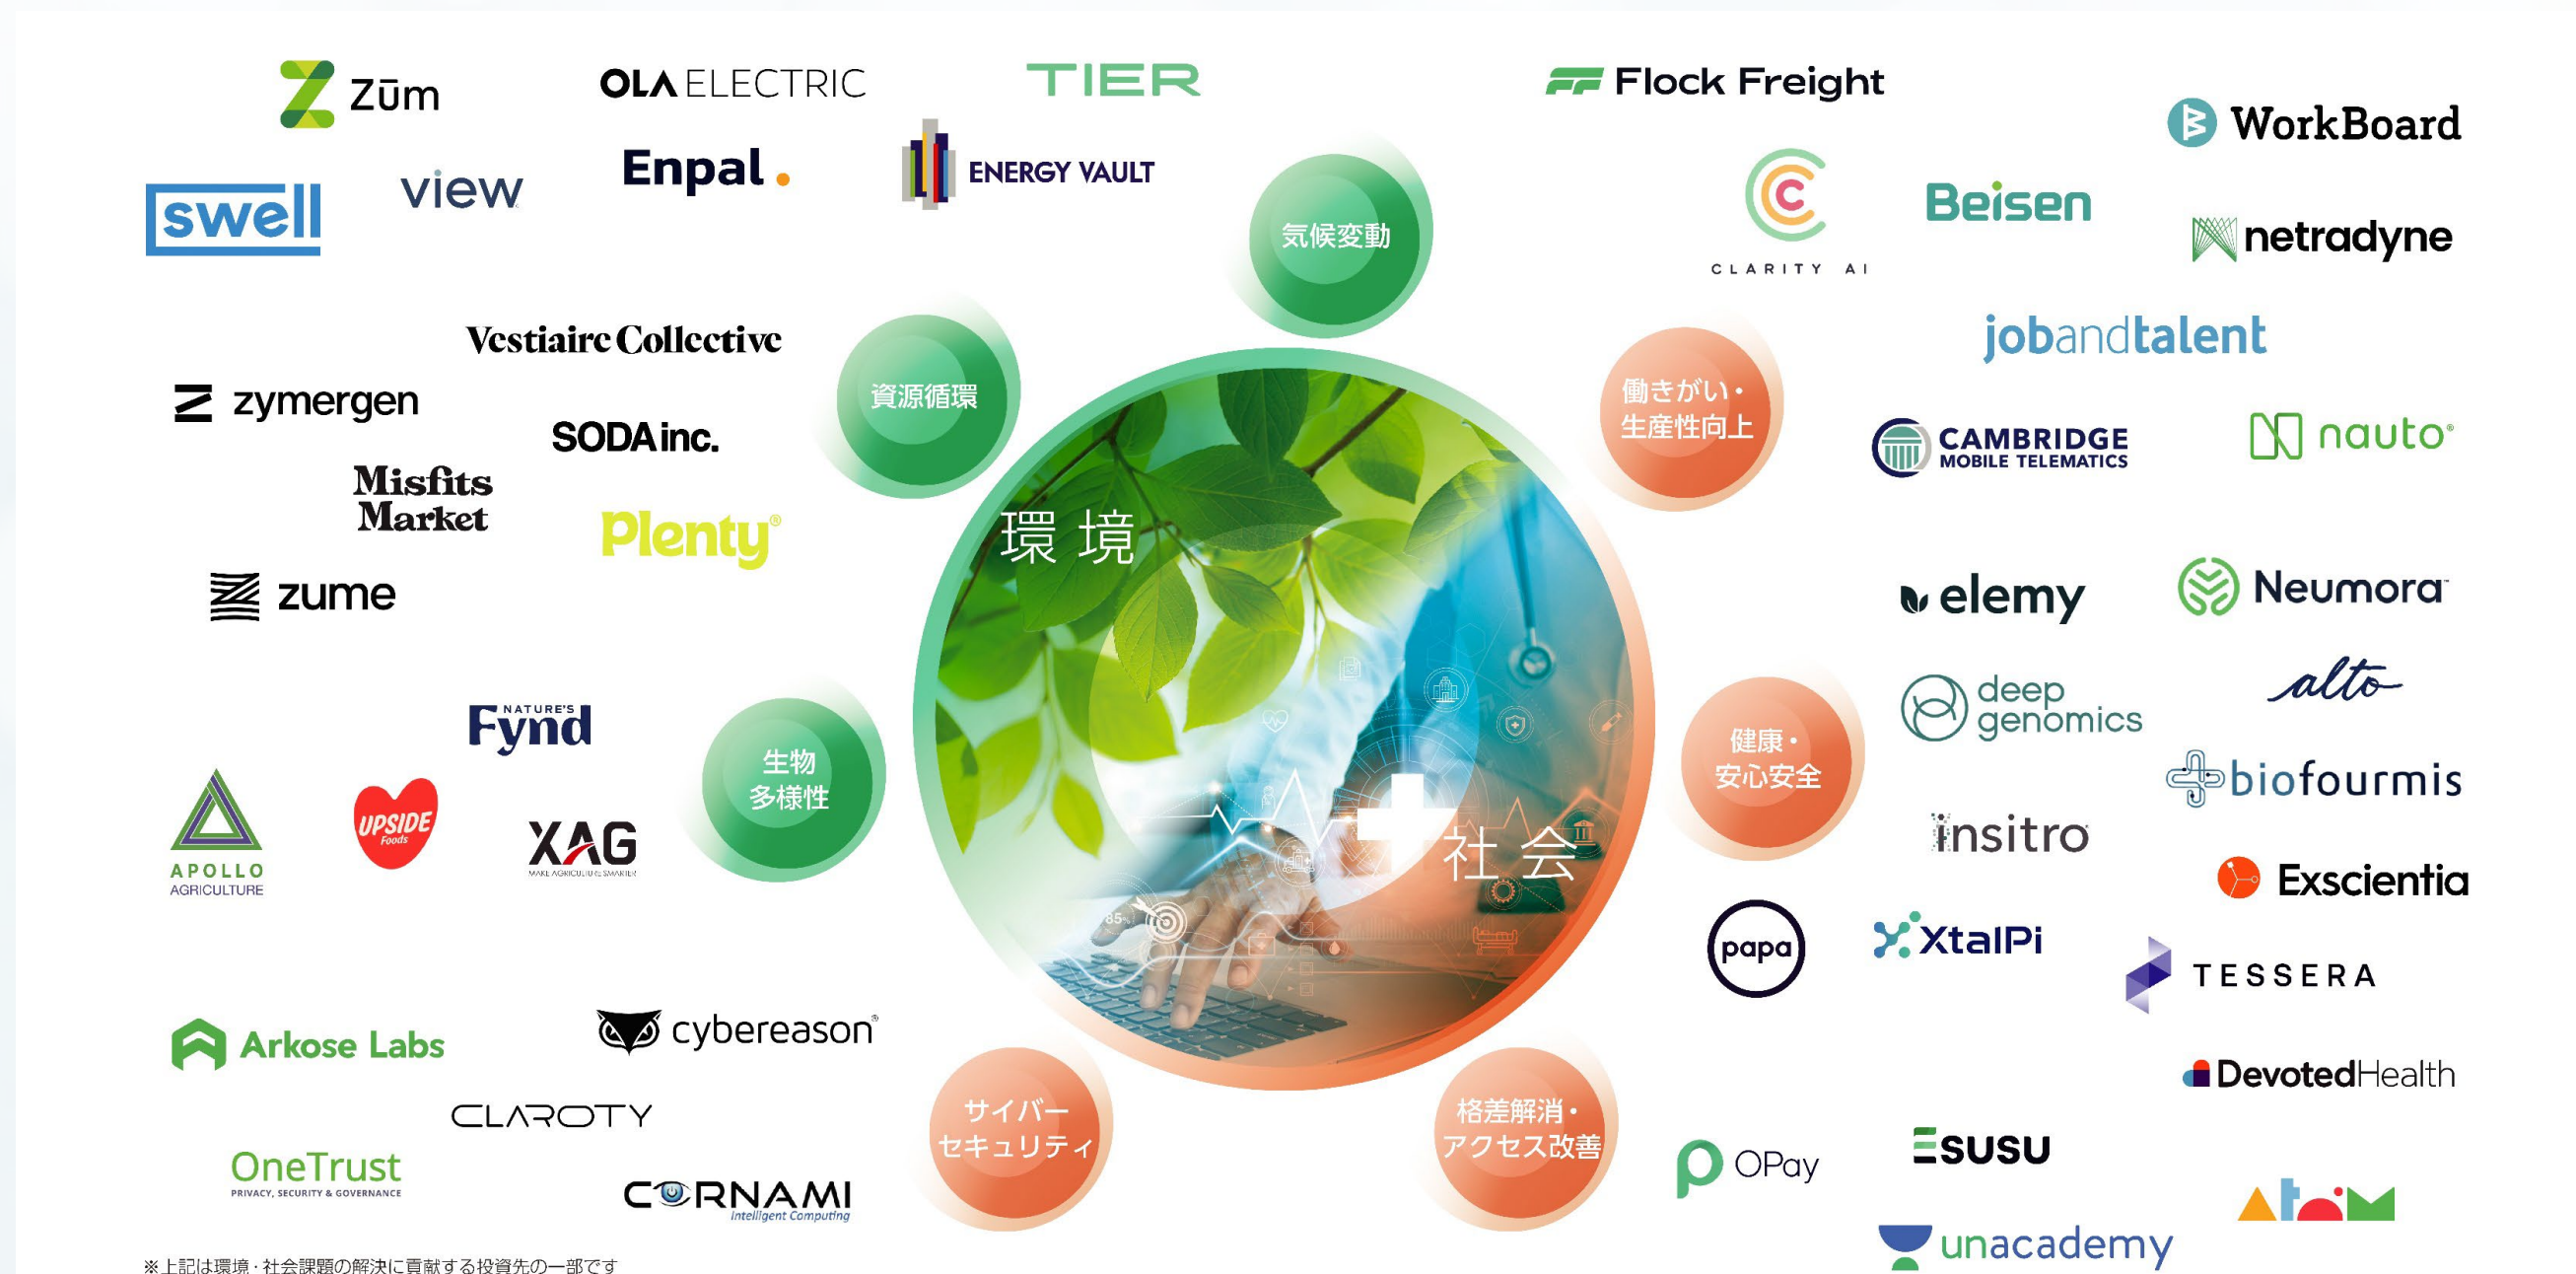 Zūm
OLA ELECTRIC
TIER
Flock Freight
WorkBoard
swell
view
Enpal.
ENERGY VAULT
気候変動
CLARITY AI
Beisen
netradyne
Vestiaire Collective
zymergen
SODA inc.
Misfits
Market
Plenty®
zume
資源循環
働きがい・
生産性向上
jobandtalent
CAMBRIDGE
MOBILE TELEMATICS
nauto®
環境
elemy
Neumora
deep
genomics
alto
biofourmis
insitro
Exscientia
papa
XtalPi
TESSERA
DevotedHealth
NATURE'S
Fynd
APOLLO
AGRICULTURE
UPSIDE
Foods
XAG
MAKE AGRICULTURE SMARTER
生物
多様性
健康・
安心安全
社会
85%
Arkose Labs
cybereason®
CLAROTY
OneTrust
PRIVACY, SECURITY & GOVERNANCE
CORNAMI
Intelligent Computing
サイバー
セキュリティ
格差解消・
アクセス改善
OPay
Esusu
atom
unacademy
※上記は環境・社会課題の解決に貢献する投資先の一部です